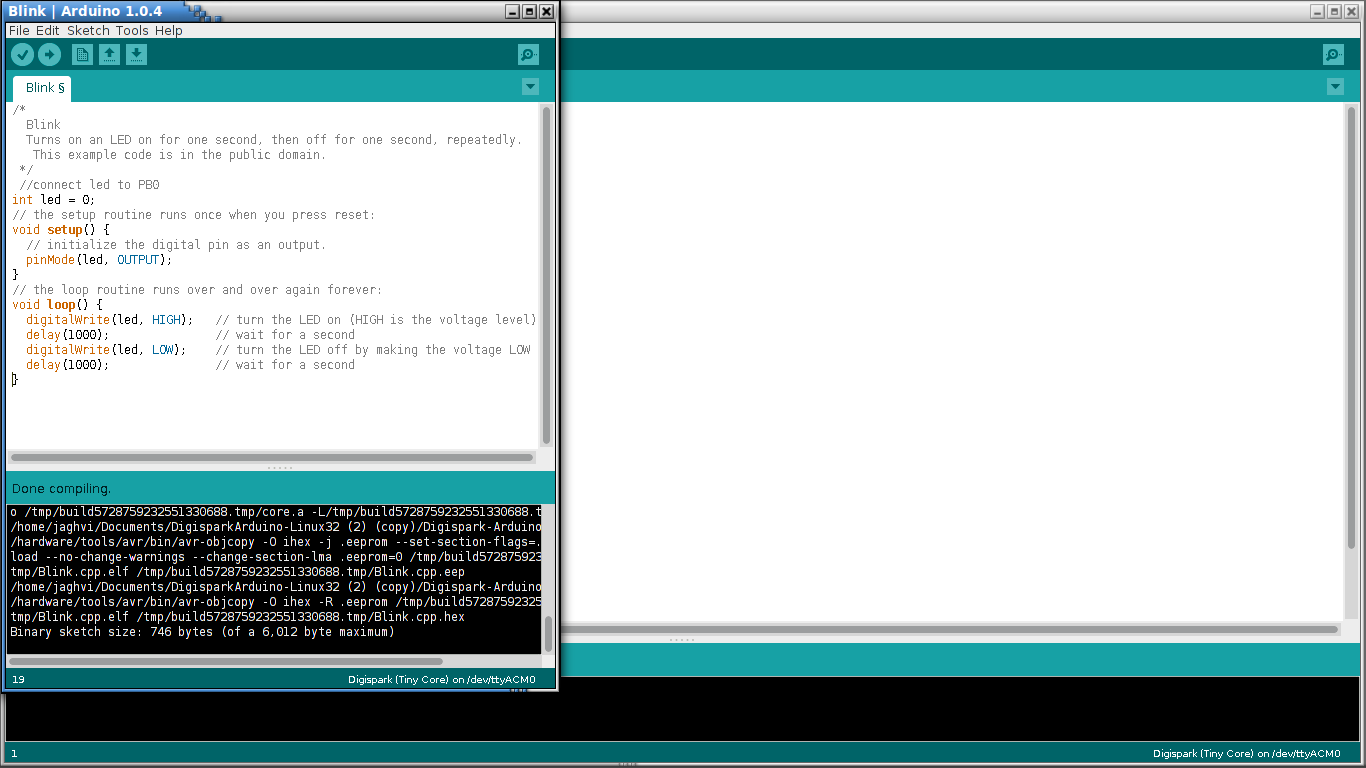 Blink | Arduino 1.0.4
File Edit Sketch Tools Help
Blink §
/*
  Blink
  Turns on an LED on for one second, then off for one second, repeatedly.
   This example code is in the public domain.
 */
 //connect led to PB0
int led = 0;
// the setup routine runs once when you press reset:
void setup() {
  // initialize the digital pin as an output.
  pinMode(led, OUTPUT);
}
// the loop routine runs over and over again forever:
void loop() {
  digitalWrite(led, HIGH);   // turn the LED on (HIGH is the voltage level)
  delay(1000);               // wait for a second
  digitalWrite(led, LOW);    // turn the LED off by making the voltage LOW
  delay(1000);               // wait for a second
}
Done compiling.
o /tmp/build5728759232551330688.tmp/core.a -L/tmp/build5728759232551330688.t
/home/jaghvi/Documents/DigisparkArduino-Linux32 (2) (copy)/Digispark-Arduino
/hardware/tools/avr/bin/avr-objcopy -O ihex -j .eeprom --set-section-flags=.
load --no-change-warnings --change-section-lma .eeprom=0 /tmp/build572875923
tmp/Blink.cpp.elf /tmp/build5728759232551330688.tmp/Blink.cpp.eep
/home/jaghvi/Documents/DigisparkArduino-Linux32 (2) (copy)/Digispark-Arduino
/hardware/tools/avr/bin/avr-objcopy -O ihex -R .eeprom /tmp/build57287592325
tmp/Blink.cpp.elf /tmp/build5728759232551330688.tmp/Blink.cpp.hex
Binary sketch size: 746 bytes (of a 6,012 byte maximum)
19 Digispark (Tiny Core) on /dev/ttyACM0
1 Digispark (Tiny Core) on /dev/ttyACM0